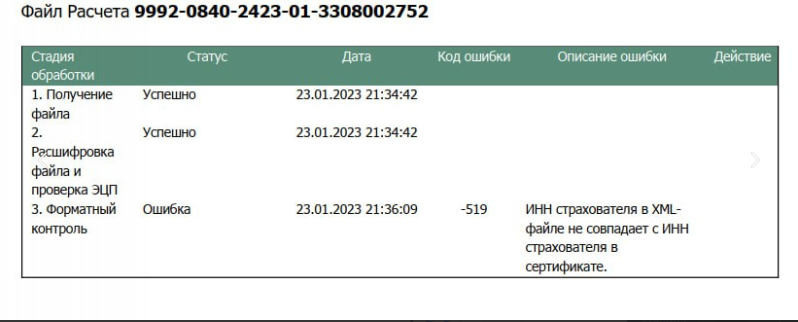 Файл Расчета 9992-0840-2423-01-3308002752
Стадия обработки Статус Дата Код ошибки Описание ошибки Действие
1. Получение файла Успешно 23.01.2023 21:34:42
2. Расшифровка файла и проверка ЭЦП Успешно 23.01.2023 21:34:42
3. Форматный контроль Ошибка 23.01.2023 21:36:09 -519 ИНН страхователя в XML-файле не совпадает с ИНН страхователя в сертификате.